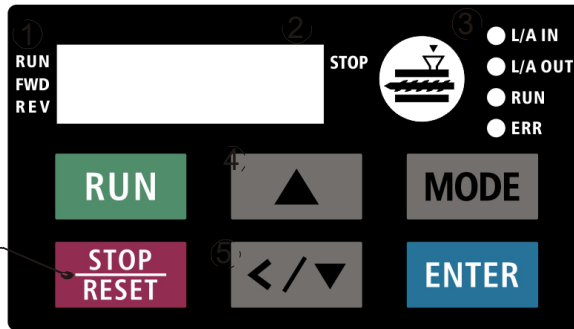 ① ② ③
RUN
FWD
REV
STOP
L/A IN
L/A OUT
RUN
ERR
④
RUN ▲ MODE
⑤
STOP
RESET
</▼
ENTER